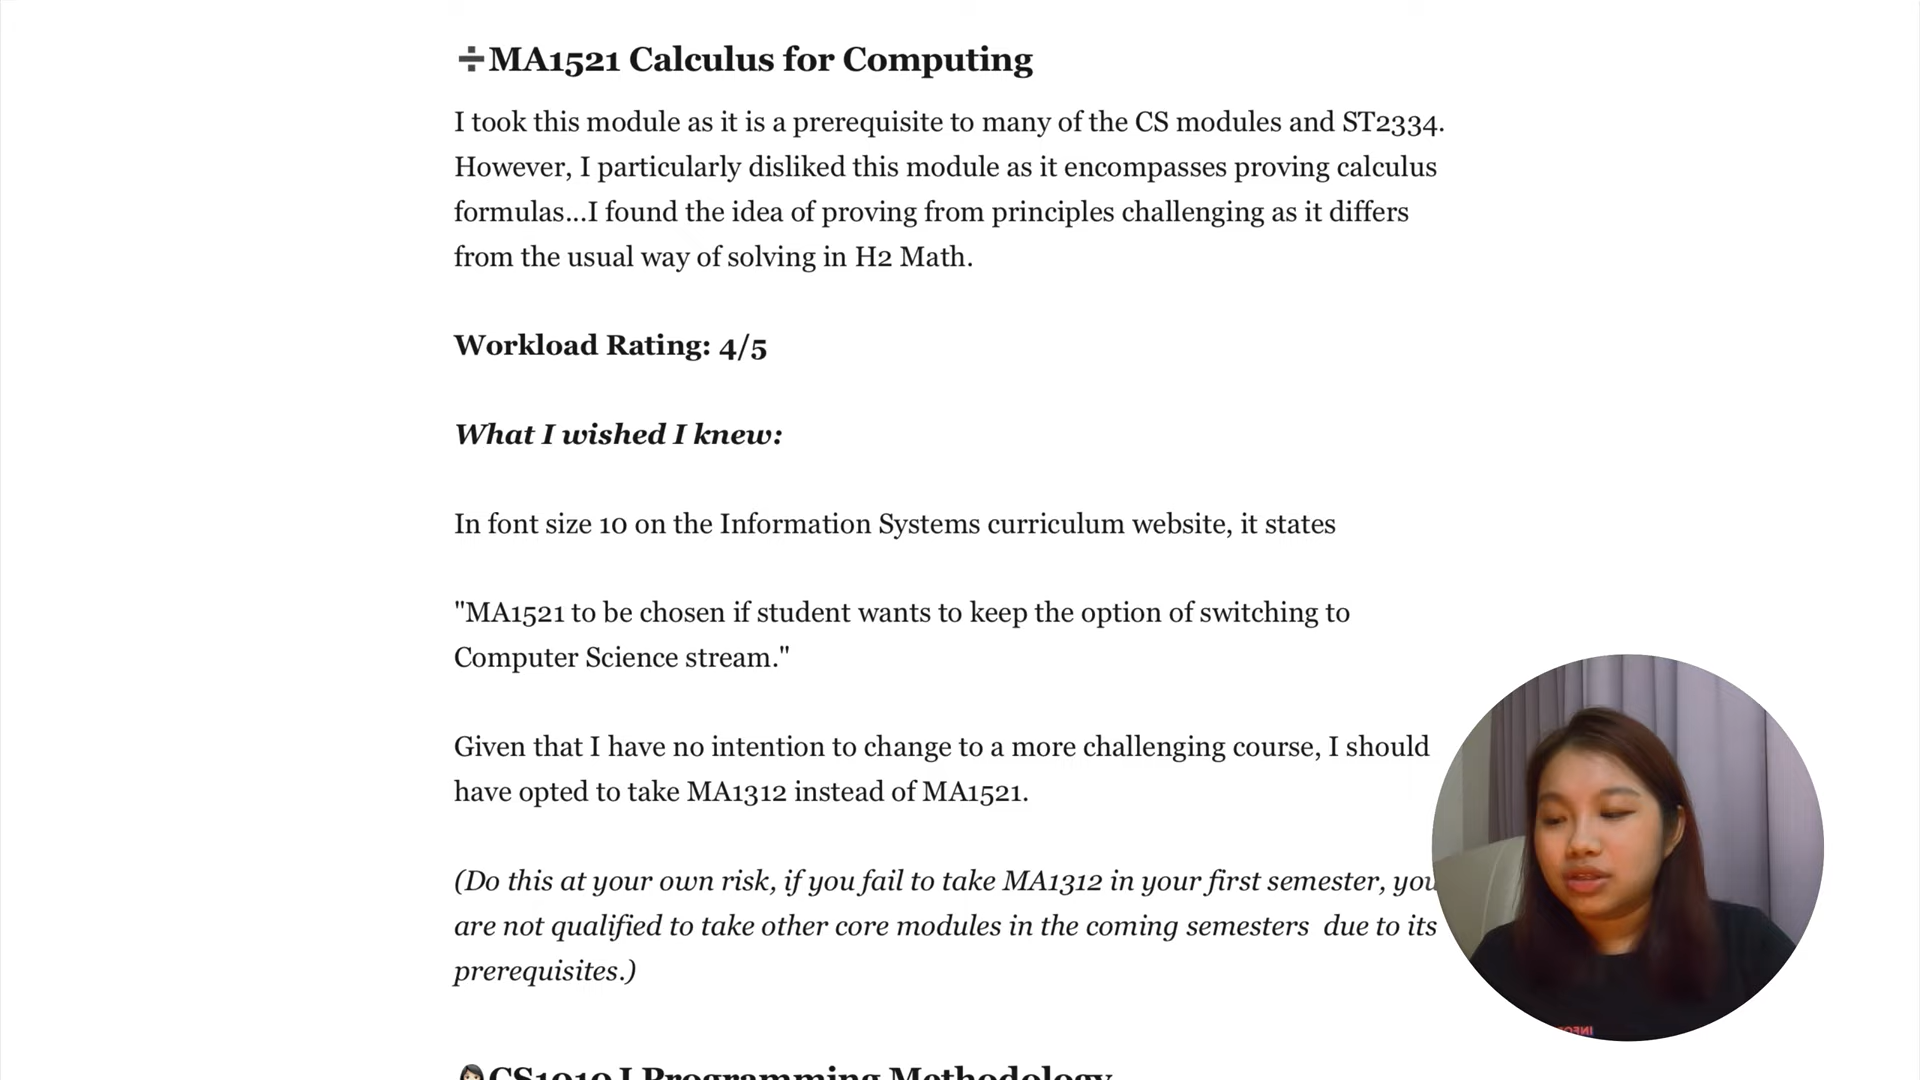 ➗MA1521 Calculus for Computing
I took this module as it is a prerequisite to many of the CS modules and ST2334.
However, I particularly disliked this module as it encompasses proving calculus
formulas...I found the idea of proving from principles challenging as it differs
from the usual way of solving in H2 Math.
Workload Rating: 4/5
What I wished I knew:
In font size 10 on the Information Systems curriculum website, it states
"MA1521 to be chosen if student wants to keep the option of switching to
Computer Science stream."
Given that I have no intention to change to a more challenging course, I should
have opted to take MA1312 instead of MA1521.
(Do this at your own risk, if you fail to take MA1312 in your first semester, you
are not qualified to take other core modules in the coming semesters  due to its
prerequisites.)
CS1010J Programming Methodology